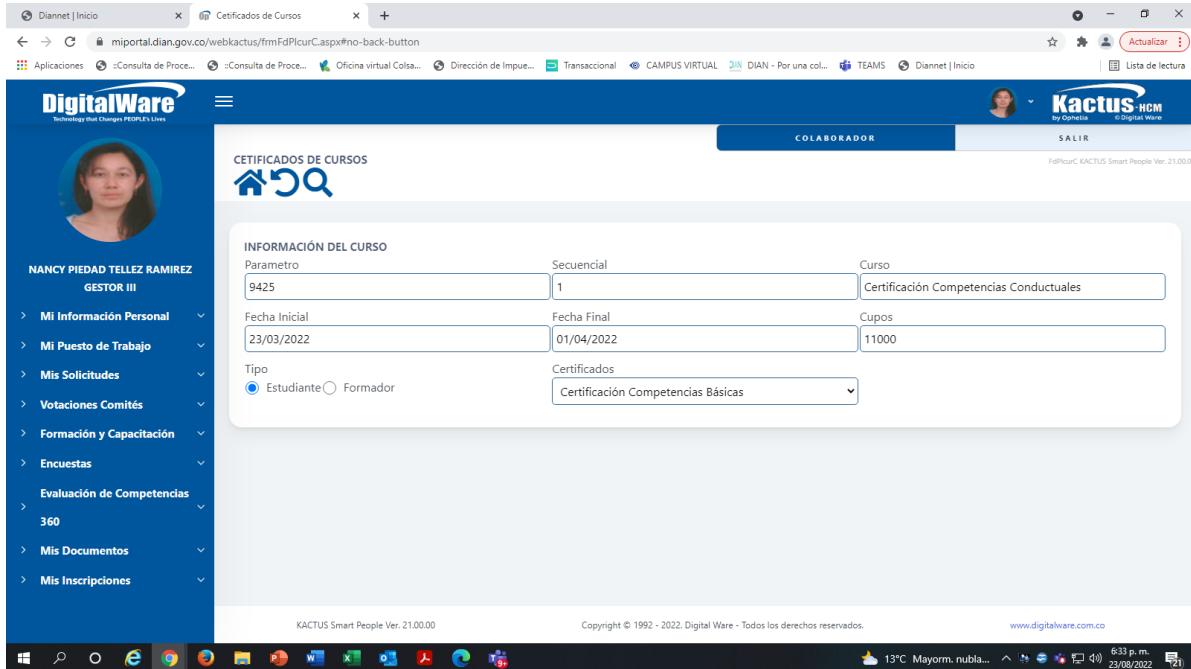 Diannet | Inicio
Cetificados de Cursos
miportal.dian.gov.co/webkactus/frmFdPlcurC.aspx#no-back-button
Actualizar
Aplicaciones ::Consulta de Proce... ::Consulta de Proce... Oficina virtual Colsa... Dirección de Impue... Transaccional CAMPUS VIRTUAL DIAN - Por una col... TEAMS Diannet | Inicio Lista de lectura
DigitalWare
Technology that Changes PEOPLE's Lives
Kactus-HCM
by Ophelia © Digital Ware
COLABORADOR SALIR
CETIFICADOS DE CURSOS
FdPlcurC KACTUS Smart People Ver. 21.00.0
NANCY PIEDAD TELLEZ RAMIREZ
GESTOR III
Mi Información Personal
Mi Puesto de Trabajo
Mis Solicitudes
Votaciones Comités
Formación y Capacitación
Encuestas
Evaluación de Competencias
360
Mis Documentos
Mis Inscripciones
INFORMACIÓN DEL CURSO
Parametro Secuencial Curso
9425 1 Certificación Competencias Conductuales
Fecha Inicial Fecha Final Cupos
23/03/2022 01/04/2022 11000
Tipo Certificados
Estudiante Formador Certificación Competencias Básicas
KACTUS Smart People Ver. 21.00.00 Copyright © 1992 - 2022. Digital Ware - Todos los derechos reservados. www.digitalware.com.co
13°C Mayorm. nubla... 6:33 p. m.
23/08/2022